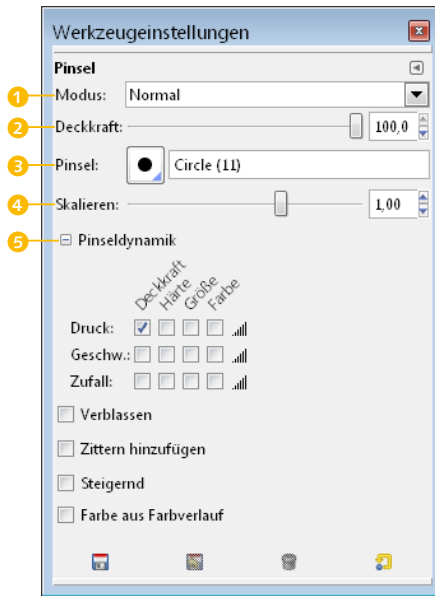 Werkzeugeinstellungen
Pinsel
1 Modus: Normal
2 Deckkraft: 100,0
3 Pinsel: Circle (11)
4 Skalieren: 1,00
5 Pinseldynamik
Deckkraft Härte Größe Farbe
Druck:
Geschw.:
Zufall:
Verblassen
Zittern hinzufügen
Steigernd
Farbe aus Farbverlauf